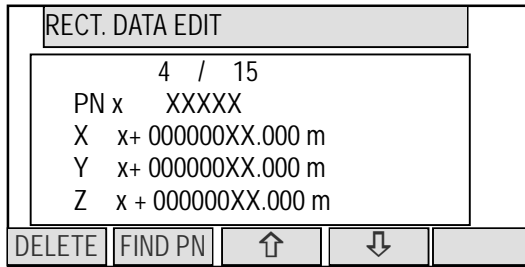 RECT. DATA EDIT
4 / 15
PN x XXXXX
X x+ 000000XX.000 m
Y x+ 000000XX.000 m
Z x + 000000XX.000 m
DELETE FIND PN ⇧ ⇩